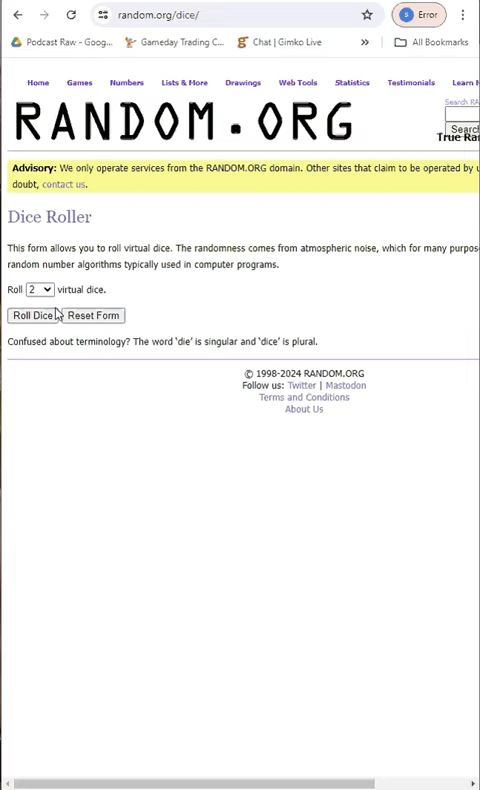 random.org/dice/
S Error
Podcast Raw - Goog...
Gameday Trading C...
Chat | Gimko Live
»
All Bookmarks
Home Games Numbers Lists & More Drawings Web Tools Statistics Testimonials Learn
RANDOM.ORG
Search RA
Search
True Ra
Advisory: We only operate services from the RANDOM.ORG domain. Other sites that claim to be operated by
doubt, contact us.
Dice Roller
This form allows you to roll virtual dice. The randomness comes from atmospheric noise, which for many purpos
random number algorithms typically used in computer programs.
Roll 2 virtual dice.
Roll Dice Reset Form
Confused about terminology? The word 'die' is singular and 'dice' is plural.
© 1998-2024 RANDOM.ORG
Follow us: Twitter | Mastodon
Terms and Conditions
About Us